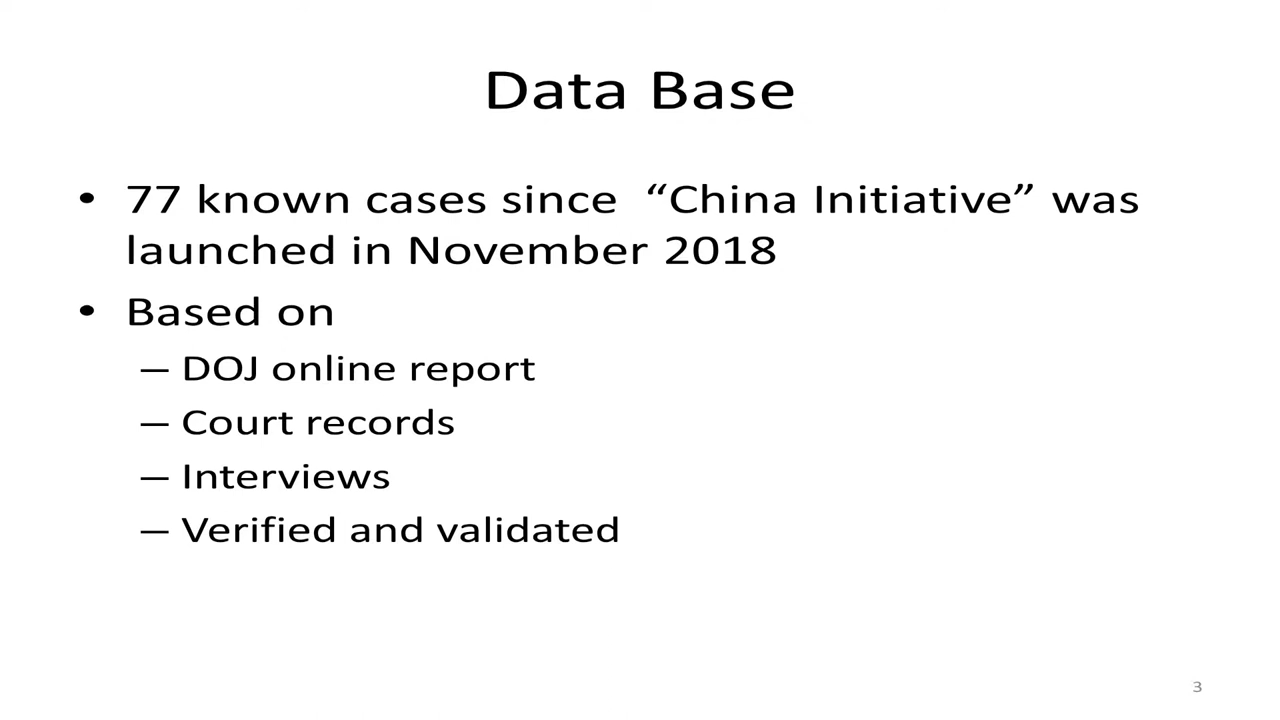 Data Base
• 77 known cases since “China Initiative” was
launched in November 2018
• Based on
– DOJ online report
– Court records
– Interviews
– Verified and validated
3